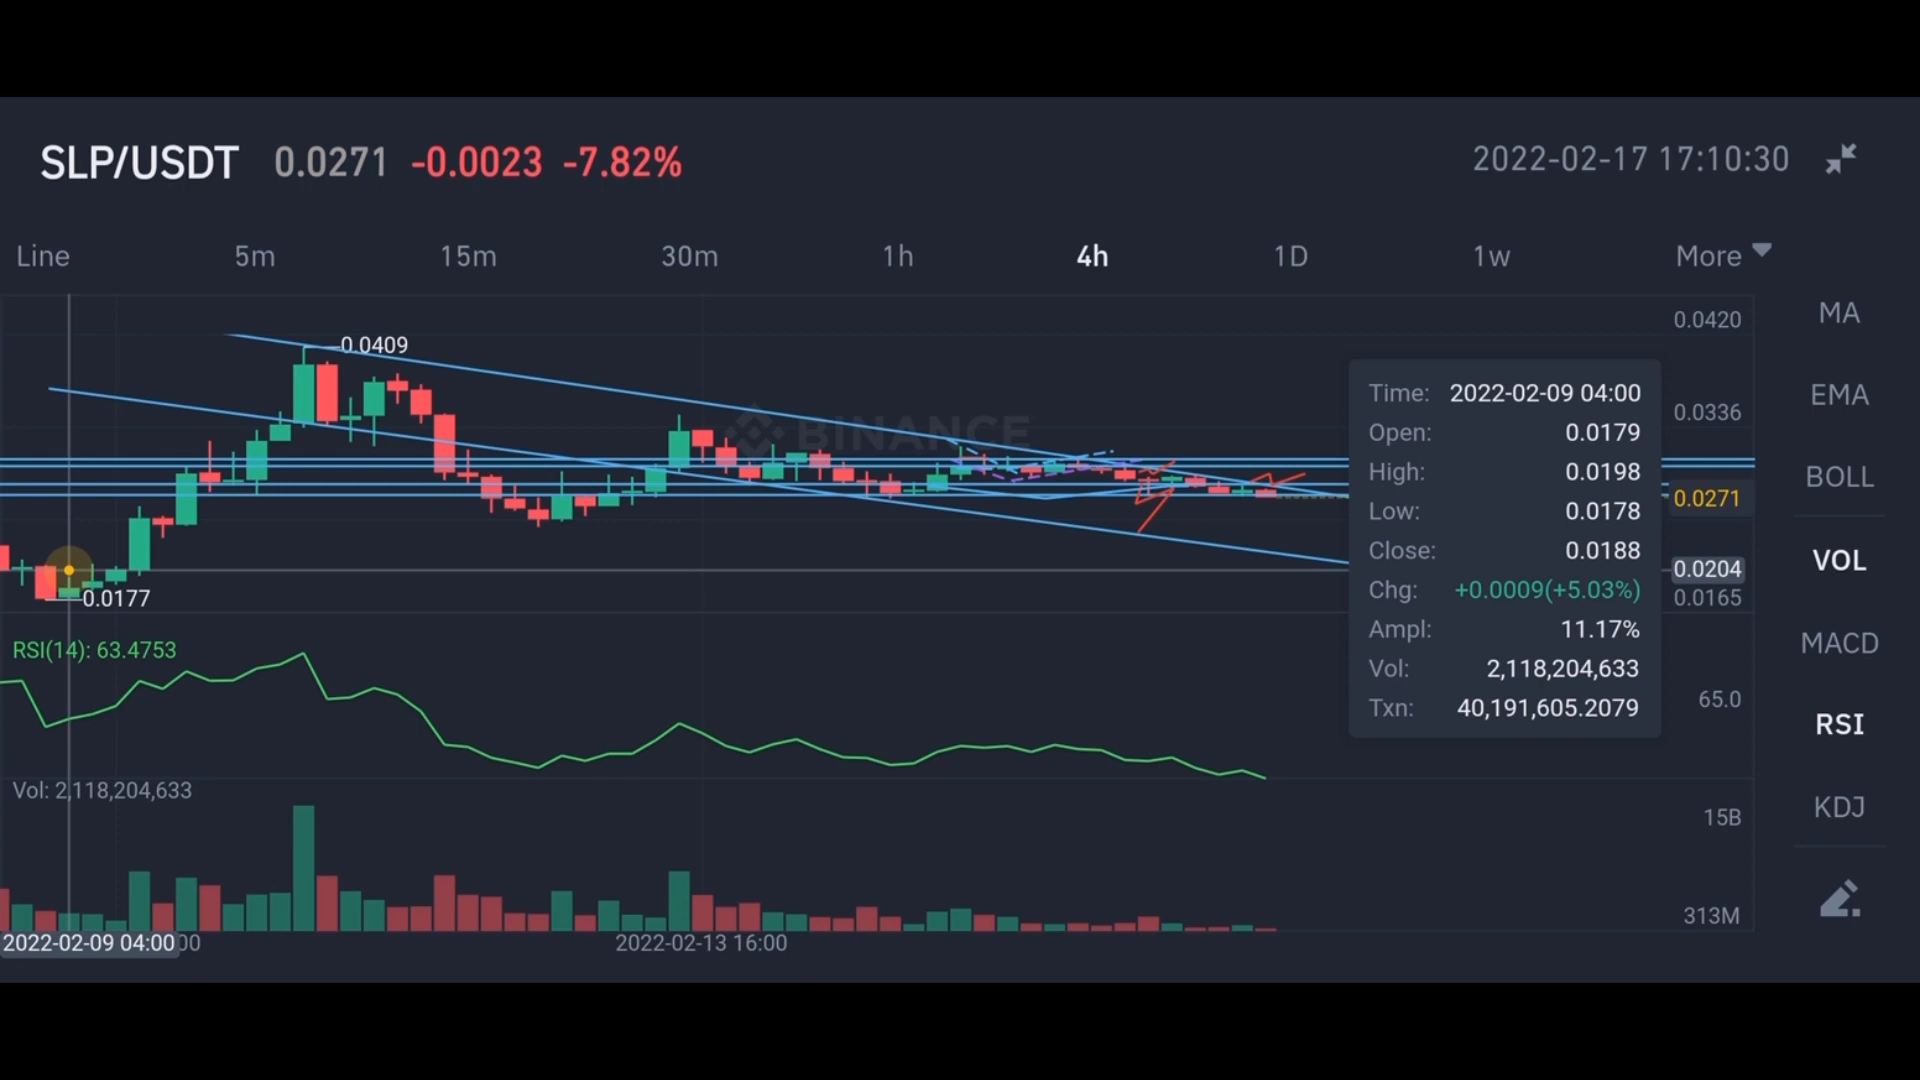 SLP/USDT 0.0271 -0.0023 -7.82% 2022-02-17 17:10:30
Line 5m 15m 30m 1h 4h 1D 1w More
MA
EMA
BOLL
VOL
MACD
RSI
KDJ
0.0420
0.0336
0.0271
0.0204
0.0165
0.0409
BINANCE
0.0177
Time: 2022-02-09 04:00
Open: 0.0179
High: 0.0198
Low: 0.0178
Close: 0.0188
Chg: +0.0009(+5.03%)
Ampl: 11.17%
Vol: 2,118,204,633
Txn: 40,191,605.2079
RSI(14): 63.4753
65.0
Vol: 2,118,204,633
15B
313M
2022-02-09 04:00 00 2022-02-13 16:00